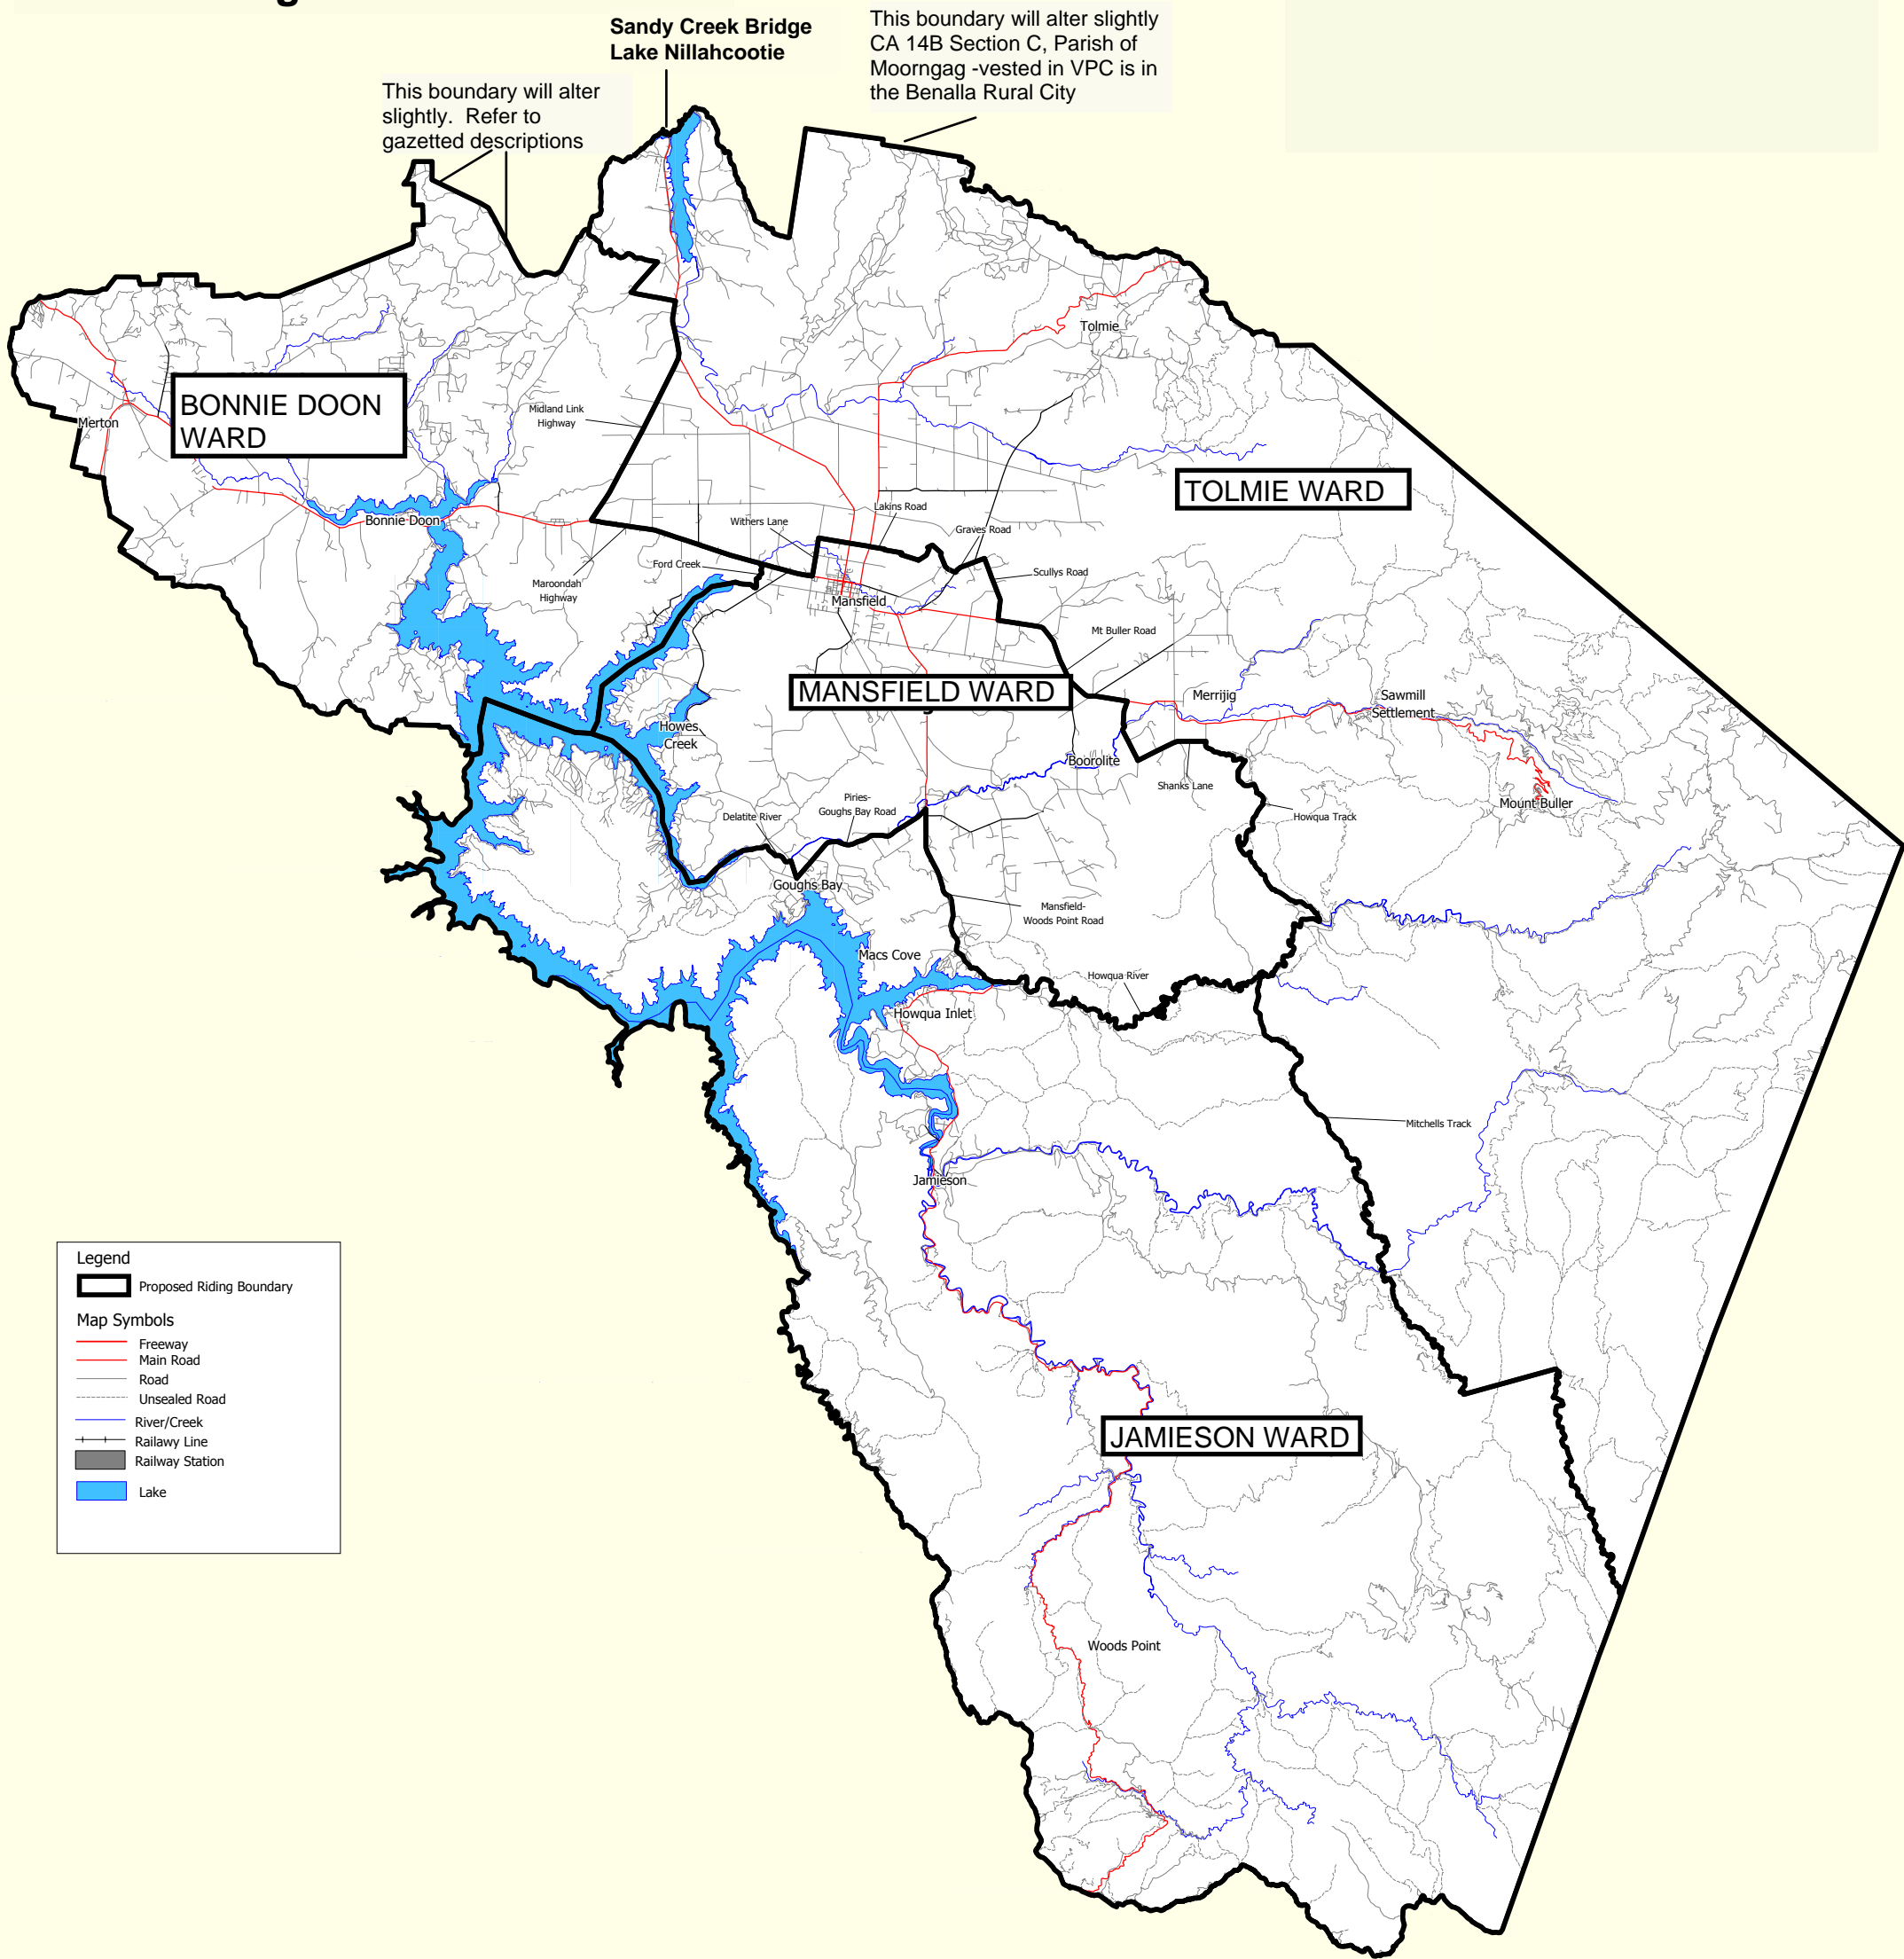 Sandy Creek Bridge
Lake Nillahcootie
This boundary will alter slightly
CA 14B Section C, Parish of
Moorngag -vested in VPC is in
the Benalla Rural City
This boundary will alter
slightly. Refer to
gazetted descriptions
Tolmie
BONNIE DOON
WARD
Merton
Midland Link
Highway
TOLMIE WARD
Bonnie Doon
Withers Lane
Lakins Road
Graves Road
Ford Creek
Maroondah
Highway
Scullys Road
Mansfield
Mt Buller Road
MANSFIELD WARD
Merrijig
Sawmill
Settlement
Howes
Creek
Boorolite
Shanks Lane
Mount Buller
Piries-
Goughs Bay Road
Delatite River
Howqua Track
Goughs Bay
Mansfield-
Woods Point Road
Macs Cove
Howqua River
Howqua Inlet
Mitchells Track
Jamieson
Legend
Proposed Riding Boundary
Map Symbols
Freeway
Main Road
Road
Unsealed Road
River/Creek
Railawy Line
Railway Station
Lake
JAMIESON WARD
Woods Point